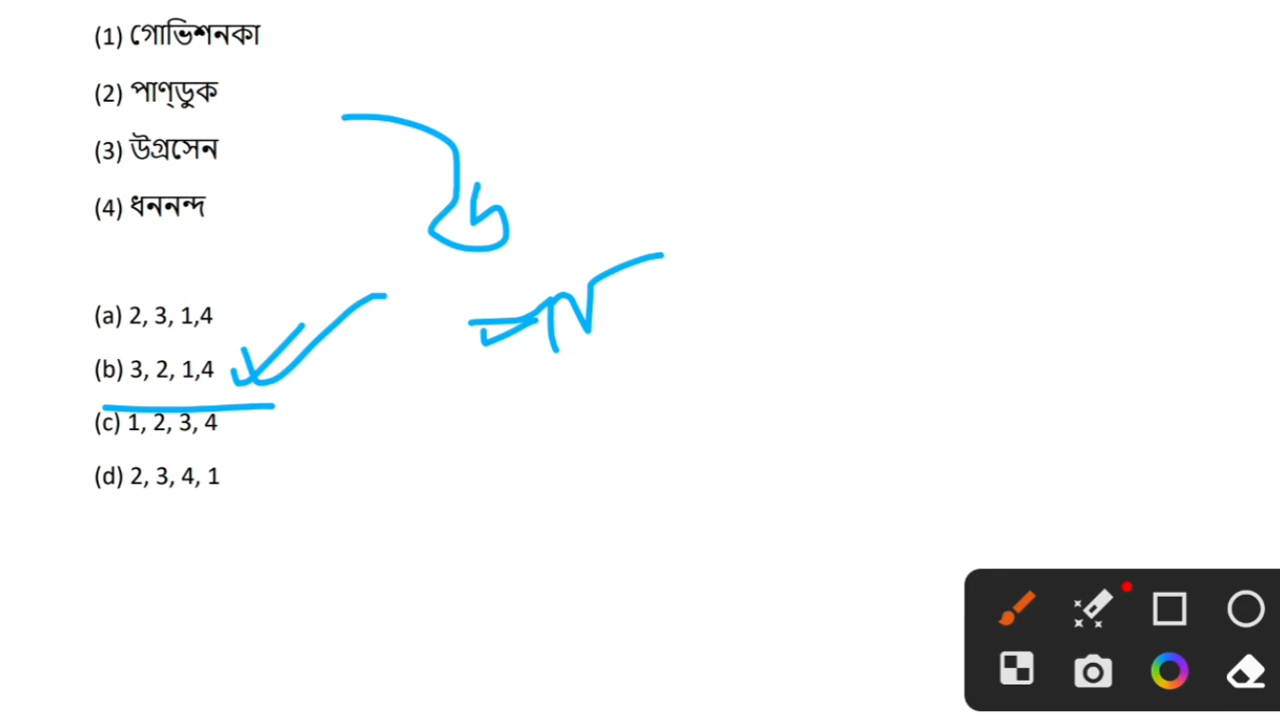 (1) গোভিশনকা
(2) পাণ্ডুক
(3) উগ্রসেন
(4) ধননন্দ
(a) 2, 3, 1,4
(b) 3, 2, 1,4
(c) 1, 2, 3, 4
(d) 2, 3, 4, 1